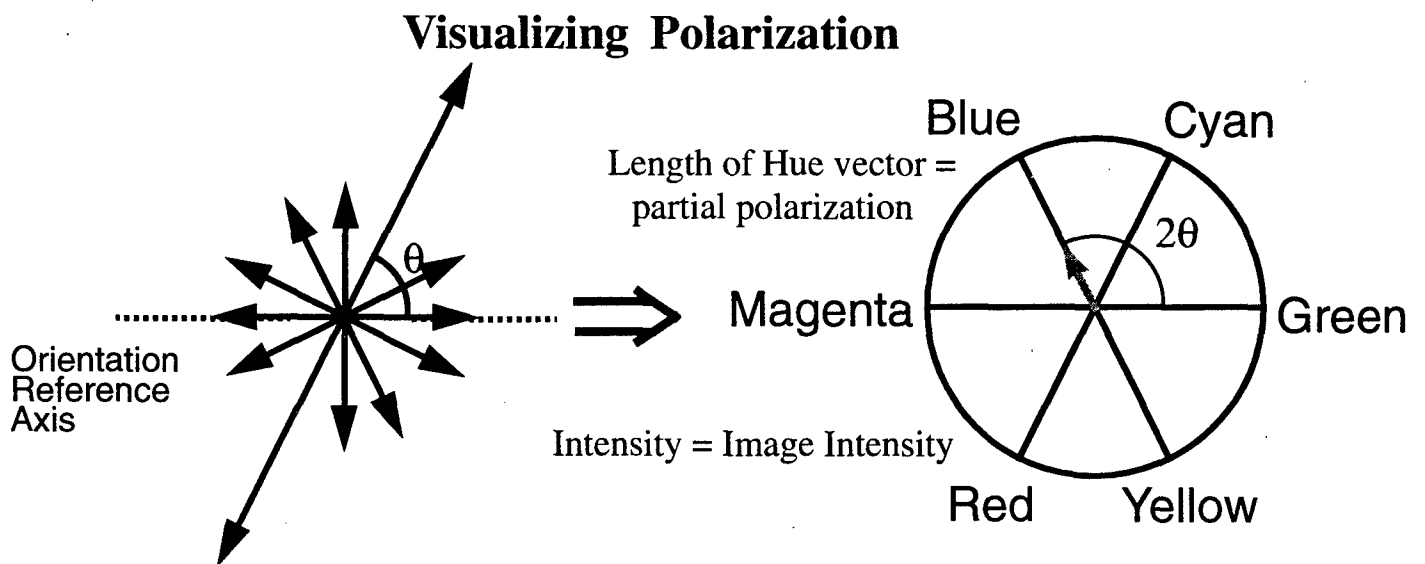 Visualizing Polarization
Blue
Cyan
Length of Hue vector =
partial polarization
θ
2θ
Magenta
Green
Orientation
Reference
Axis
Intensity = Image Intensity
Red
Yellow